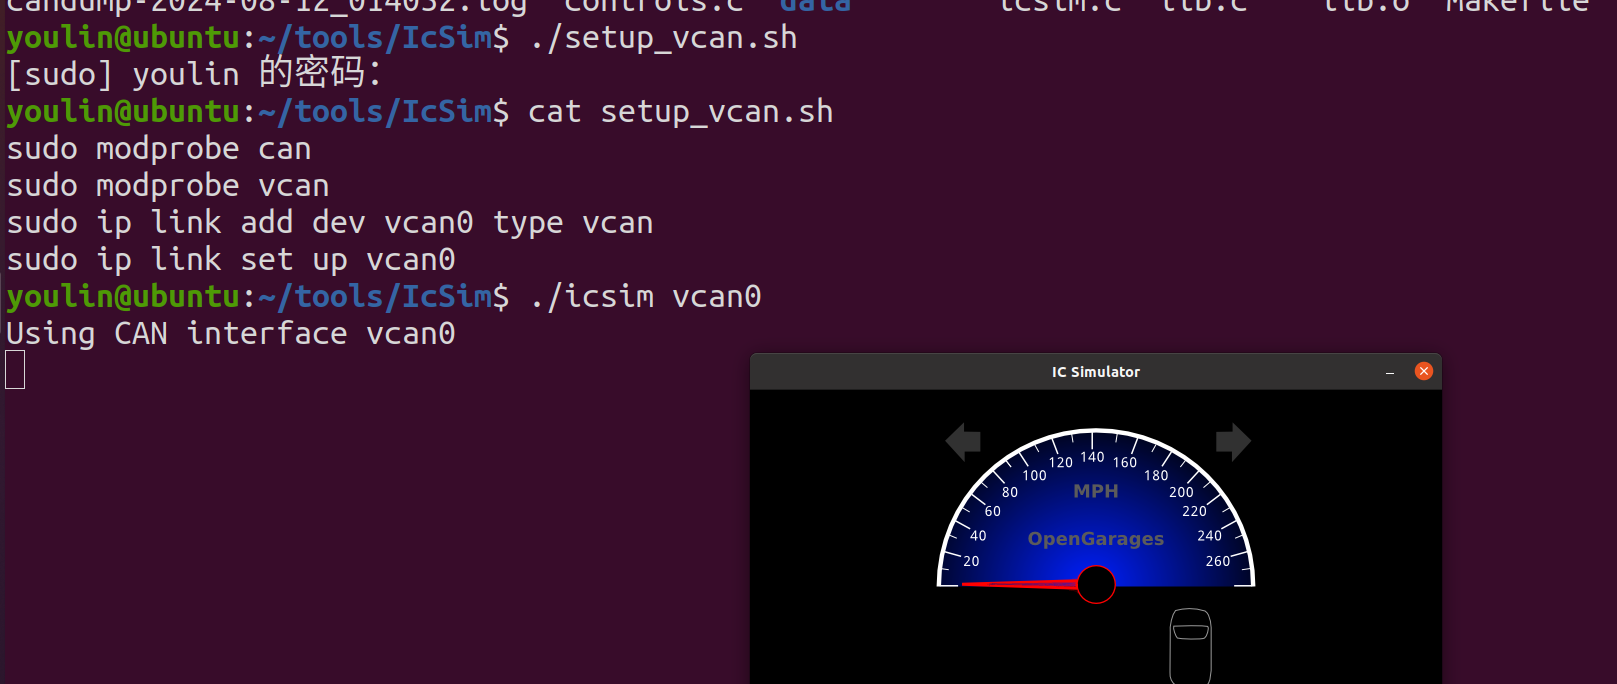 candump-2024-08-12_014032.log controls.c data icsim.c lib.c lib.o Makefile
youlin@ubuntu:~/tools/IcSim$ ./setup_vcan.sh
[sudo] youlin 的密码：
youlin@ubuntu:~/tools/IcSim$ cat setup_vcan.sh
sudo modprobe can
sudo modprobe vcan
sudo ip link add dev vcan0 type vcan
sudo ip link set up vcan0
youlin@ubuntu:~/tools/IcSim$ ./icsim vcan0
Using CAN interface vcan0
IC Simulator
20 40 60 80 100 120 140 160 180 200 220 240 260
MPH
OpenGarages